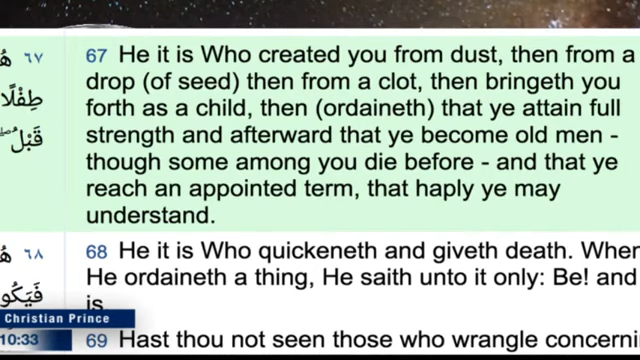 67 He it is Who created you from dust, then from a
drop (of seed) then from a clot, then bringeth you
forth as a child, then (ordaineth) that ye attain full
strength and afterward that ye become old men -
though some among you die before - and that ye
reach an appointed term, that haply ye may
understand.
68 He it is Who quickeneth and giveth death. When
He ordaineth a thing, He saith unto it only: Be! and
is
69 Hast thou not seen those who wrangle concerni
٦٧
طِفْلًا
قَبْلُ
٦٨
Christian Prince
10:33